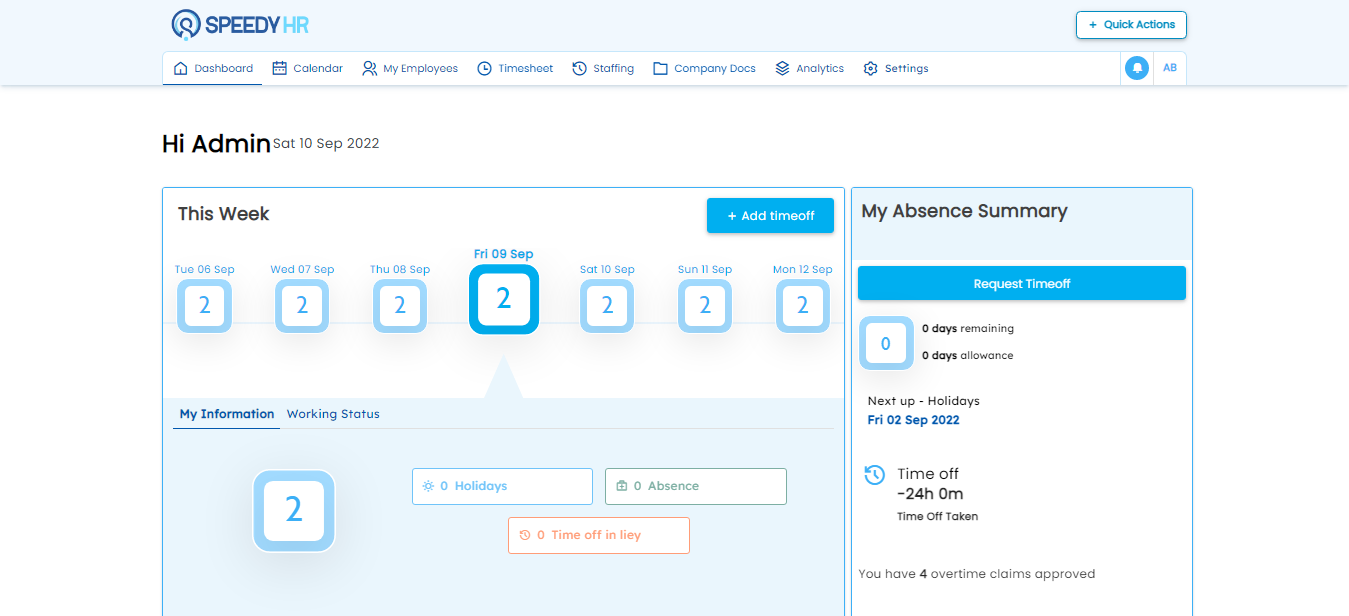 SPEEDY HR
+ Quick Actions
Dashboard Calendar My Employees Timesheet Staffing Company Docs Analytics Settings AB
Hi Admin Sat 10 Sep 2022
This Week
+ Add timeoff
Fri 09 Sep
Tue 06 Sep Wed 07 Sep Thu 08 Sep Sat 10 Sep Sun 11 Sep Mon 12 Sep
2 2 2 2 2 2 2
My Information Working Status
2
0 Holidays 0 Absence
0 Time off in liey
My Absence Summary
Request Timeoff
0
0 days remaining
0 days allowance
Next up - Holidays
Fri 02 Sep 2022
Time off
-24h 0m
Time Off Taken
You have 4 overtime claims approved